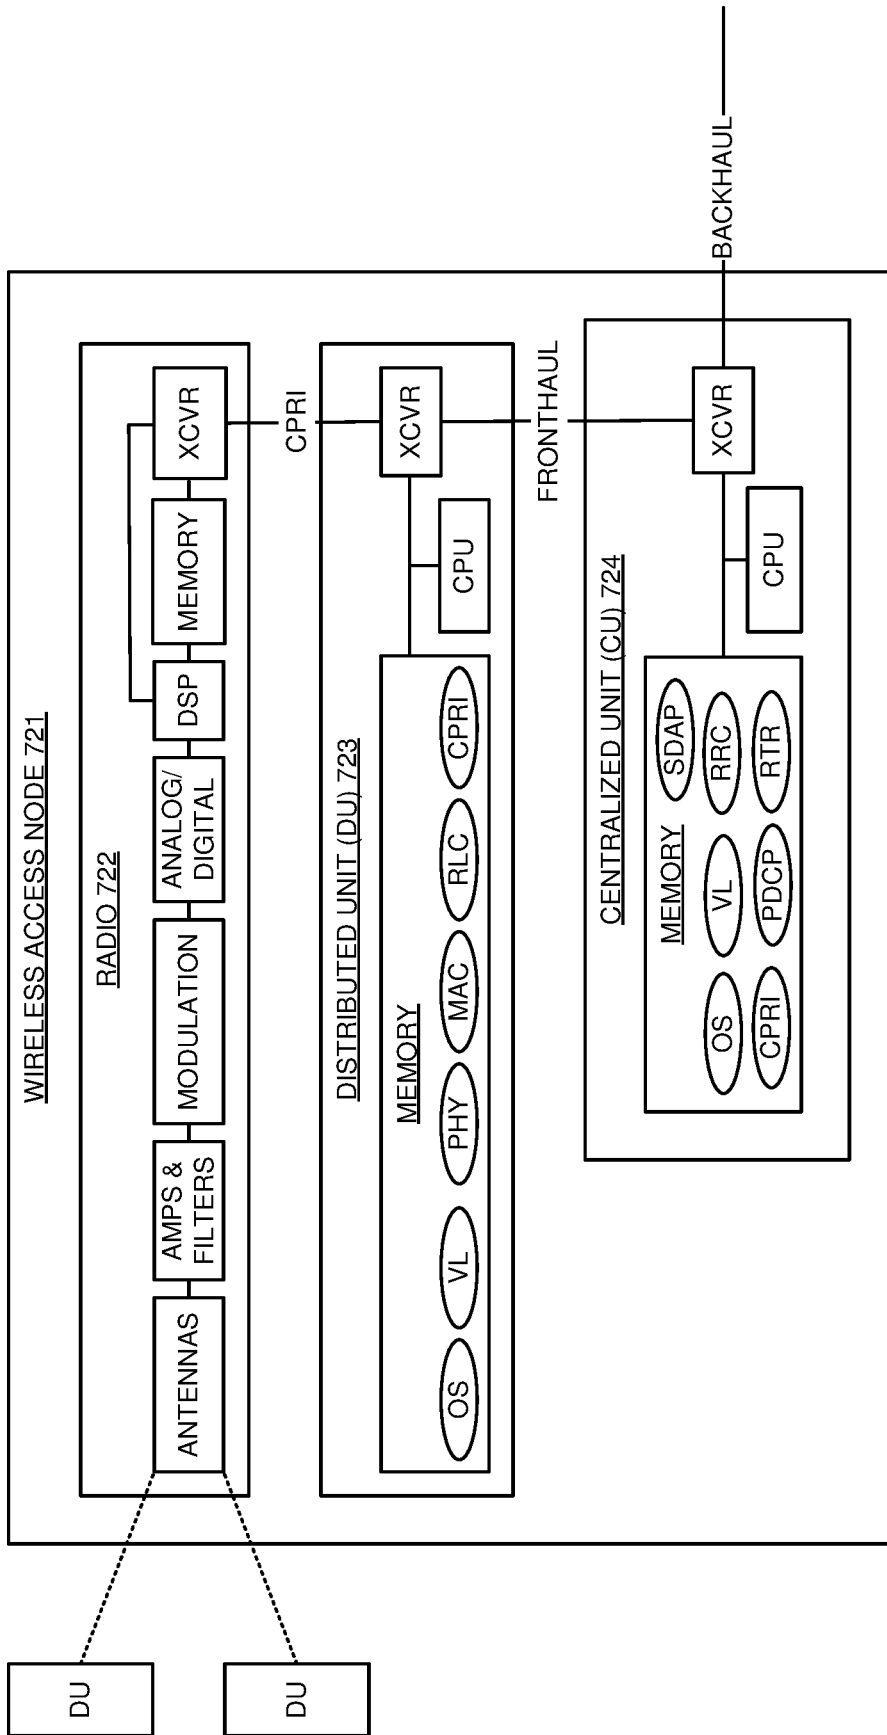 WIRELESS ACCESS NODE 721
RADIO 722
DU
DU
ANTENNAS
AMPS &
FILTERS
MODULATION
ANALOG/
DIGITAL
DSP
MEMORY
XCVR
CPRI
DISTRIBUTED UNIT (DU) 723
MEMORY
OS
VL
PHY
MAC
RLC
CPRI
CPU
XCVR
FRONTHAUL
CENTRALIZED UNIT (CU) 724
MEMORY
SDAP
OS
VL
RRC
CPRI
PDCP
RTR
CPU
XCVR
BACKHAUL